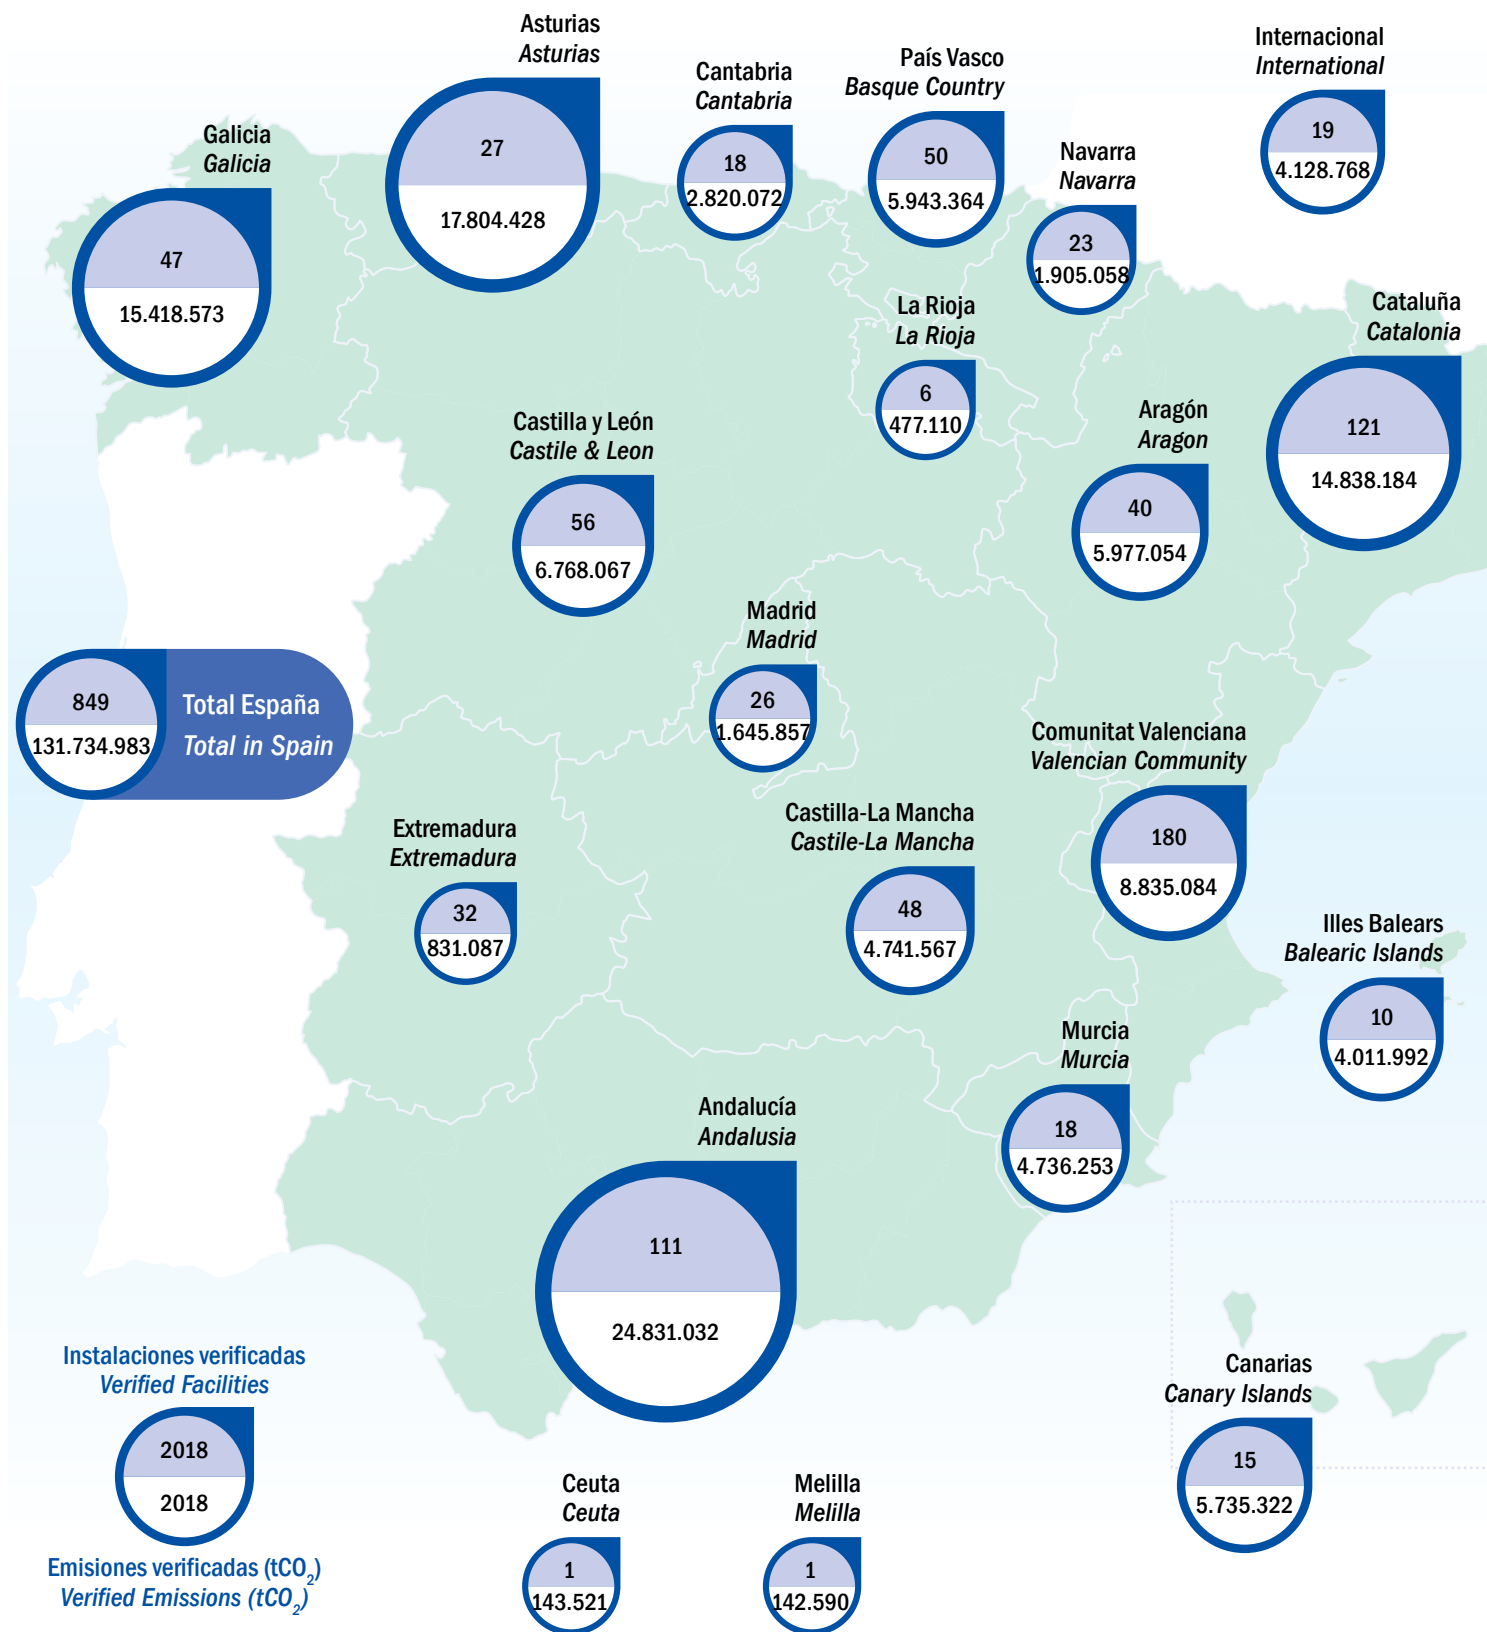 Asturias
Asturias
27
17.804.428
Cantabria
Cantabria
18
2.820.072
País Vasco
Basque Country
50
5.943.364
Internacional
International
19
4.128.768
Galicia
Galicia
47
15.418.573
Navarra
Navarra
23
1.905.058
La Rioja
La Rioja
6
477.110
Cataluña
Catalonia
121
14.838.184
Castilla y León
Castile & Leon
56
6.768.067
Aragón
Aragon
40
5.977.054
Madrid
Madrid
26
1.645.857
849
131.734.983
Total España
Total in Spain
Comunitat Valenciana
Valencian Community
180
8.835.084
Extremadura
Extremadura
32
831.087
Castilla-La Mancha
Castile-La Mancha
48
4.741.567
Illes Balears
Balearic Islands
10
4.011.992
Murcia
Murcia
18
4.736.253
Andalucía
Andalusia
111
24.831.032
Instalaciones verificadas
Verified Facilities
2018
2018
Emisiones verificadas (tCO₂)
Verified Emissions (tCO₂)
Canarias
Canary Islands
15
5.735.322
Ceuta
Ceuta
1
143.521
Melilla
Melilla
1
142.590